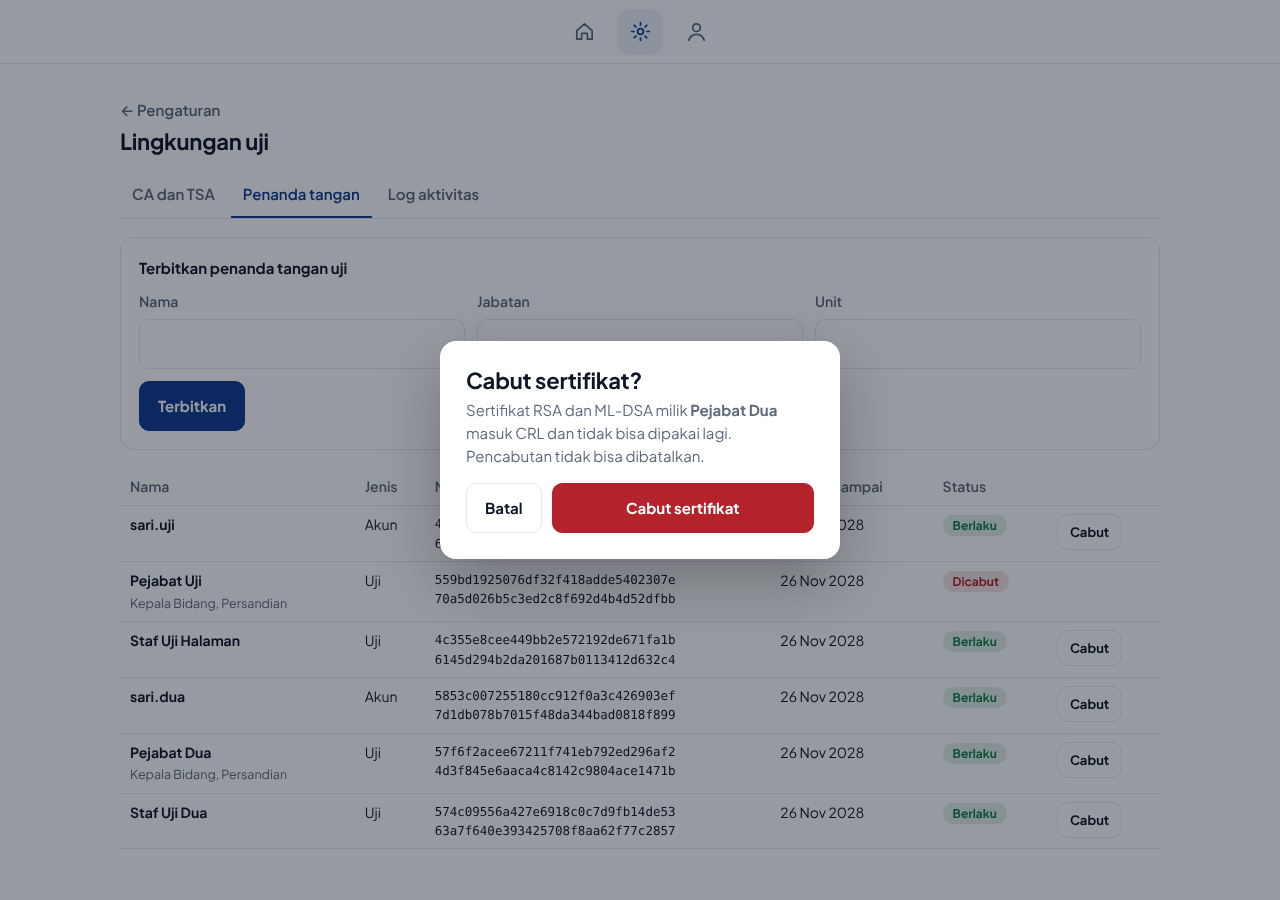 ← Pengaturan
Lingkungan uji
CA dan TSA
Penanda tangan
Log aktivitas
Terbitkan penanda tangan uji
Nama
Jabatan
Unit
Terbitkan
Cabut sertifikat?
Sertifikat RSA dan ML-DSA milik Pejabat Dua
masuk CRL dan tidak bisa dipakai lagi.
Pencabutan tidak bisa dibatalkan.
Batal
Cabut sertifikat
Nama
Jenis
Status
sari.uji
Akun
Berlaku
Cabut
Pejabat Uji
Kepala Bidang, Persandian
Uji
559bd1925076df32f418adde5402307e
70a5d026b5c3ed2c8f692d4b4d52dfbb
26 Nov 2028
Dicabut
Staf Uji Halaman
Uji
4c355e8cee449bb2e572192de671fa1b
6145d294b2da201687b0113412d632c4
26 Nov 2028
Berlaku
Cabut
sari.dua
Akun
5853c007255180cc912f0a3c426903ef
7d1db078b7015f48da344bad0818f899
26 Nov 2028
Berlaku
Cabut
Pejabat Dua
Kepala Bidang, Persandian
Uji
57f6f2acee67211f741eb792ed296af2
4d3f845e6aaca4c8142c9804ace1471b
26 Nov 2028
Berlaku
Cabut
Staf Uji Dua
Uji
574c09556a427e6918c0c7d9fb14de53
63a7f640e393425708f8aa62f77c2857
26 Nov 2028
Berlaku
Cabut